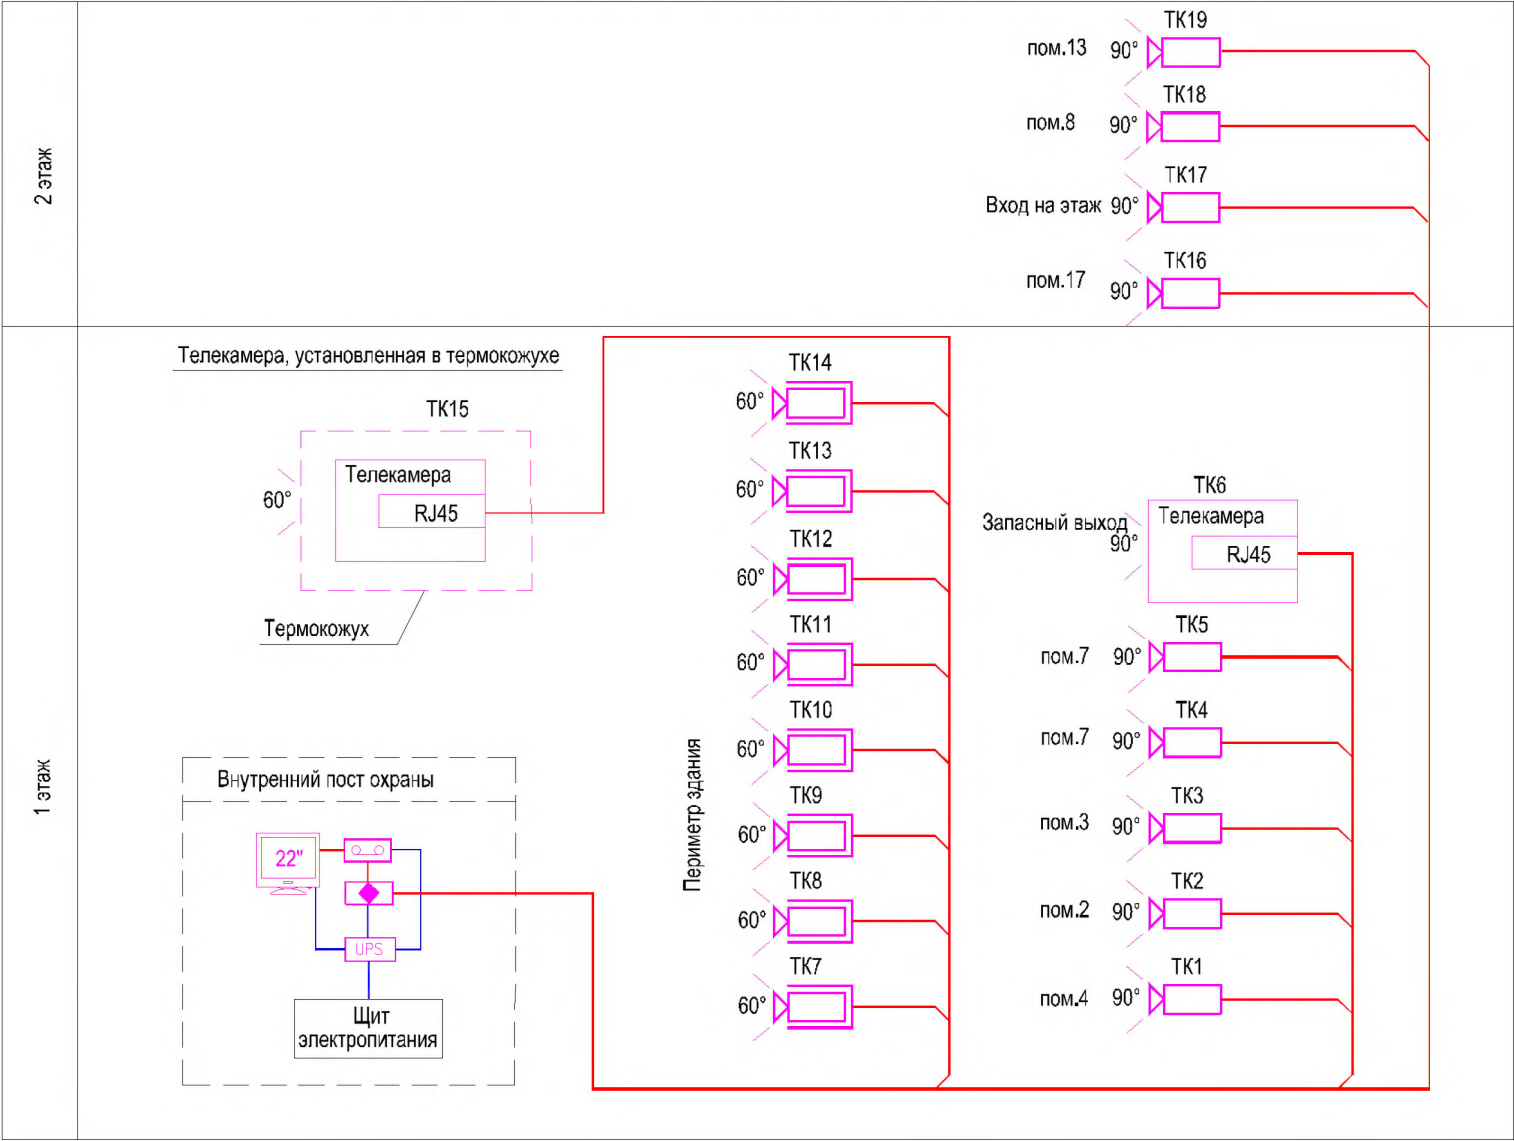 2 этаж
ТК19
пом.13 90°
ТК18
пом.8 90°
ТК17
Вход на этаж 90°
ТК16
пом.17 90°
1 этаж
Телекамера, установленная в термокожухе
ТК15
Телекамера
RJ45
60°
Термокожух
Внутренний пост охраны
22"
UPS
Щит
электропитания
Периметр здания
ТК14
60°
ТК13
60°
ТК12
60°
ТК11
60°
ТК10
60°
ТК9
60°
ТК8
60°
ТК7
60°
ТК6
Запасный выход
90°
Телекамера
RJ45
ТК5
пом.7 90°
ТК4
пом.7 90°
ТК3
пом.3 90°
ТК2
пом.2 90°
ТК1
пом.4 90°